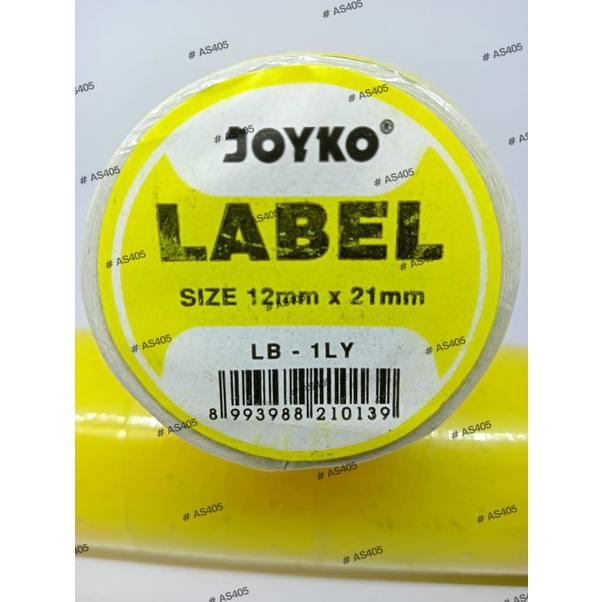 JOYKO®
LABEL
SIZE 12mm x 21mm
LB - 1LY
8 993988 210139
# AS405